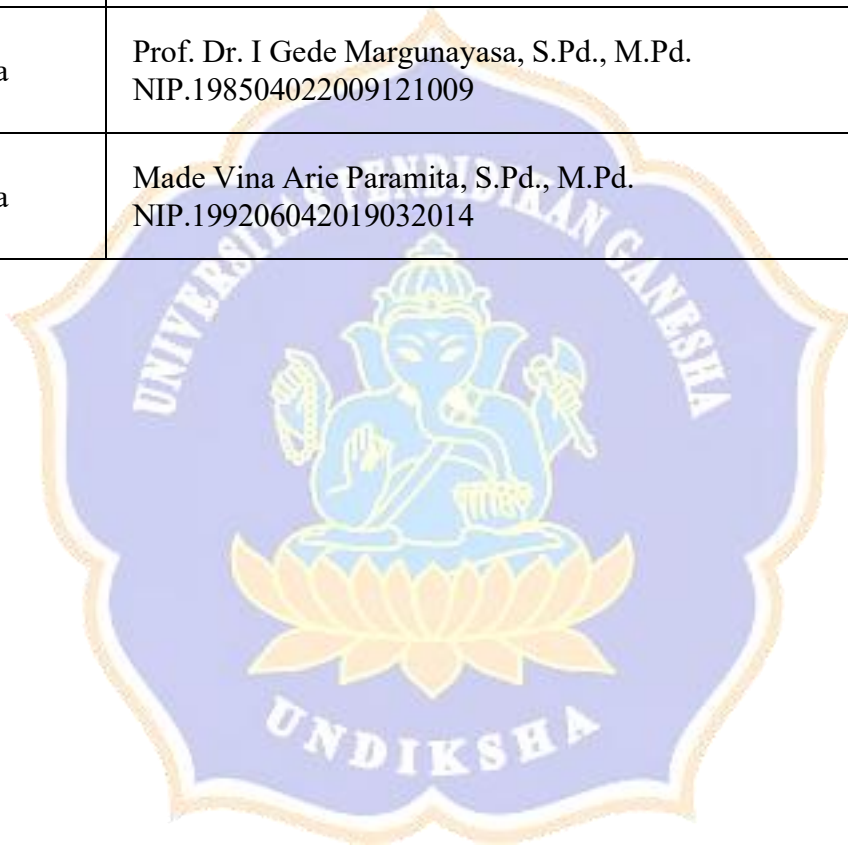 a
Prof. Dr. I Gede Margunayasa, S.Pd., M.Pd.
NIP.198504022009121009
a
Made Vina Arie Paramita, S.Pd., M.Pd.
NIP.199206042019032014
UNIVERSITAS PENDIDIKAN GANESHA
UNDIKSHA